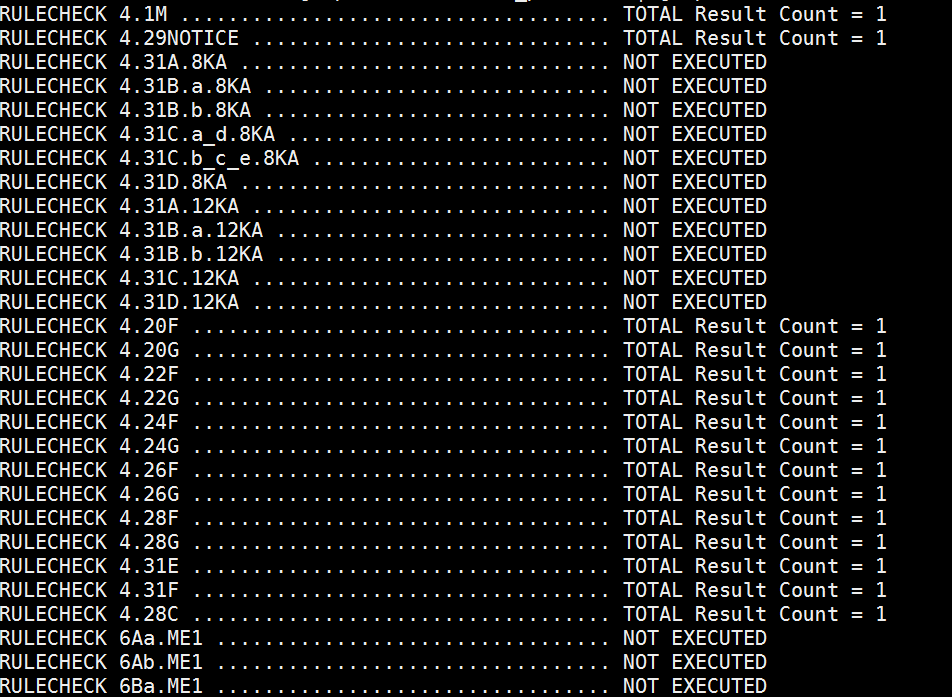 RULECHECK 4.1M .................................... TOTAL Result Count = 1
RULECHECK 4.29NOTICE .............................. TOTAL Result Count = 1
RULECHECK 4.31A.8KA ............................... NOT EXECUTED
RULECHECK 4.31B.a.8KA ............................. NOT EXECUTED
RULECHECK 4.31B.b.8KA ............................. NOT EXECUTED
RULECHECK 4.31C.a_d.8KA ........................... NOT EXECUTED
RULECHECK 4.31C.b_c_e.8KA ......................... NOT EXECUTED
RULECHECK 4.31D.8KA ............................... NOT EXECUTED
RULECHECK 4.31A.12KA .............................. NOT EXECUTED
RULECHECK 4.31B.a.12KA ............................ NOT EXECUTED
RULECHECK 4.31B.b.12KA ............................ NOT EXECUTED
RULECHECK 4.31C.12KA .............................. NOT EXECUTED
RULECHECK 4.31D.12KA .............................. NOT EXECUTED
RULECHECK 4.20F ................................... TOTAL Result Count = 1
RULECHECK 4.20G ................................... TOTAL Result Count = 1
RULECHECK 4.22F ................................... TOTAL Result Count = 1
RULECHECK 4.22G ................................... TOTAL Result Count = 1
RULECHECK 4.24F ................................... TOTAL Result Count = 1
RULECHECK 4.24G ................................... TOTAL Result Count = 1
RULECHECK 4.26F ................................... TOTAL Result Count = 1
RULECHECK 4.26G ................................... TOTAL Result Count = 1
RULECHECK 4.28F ................................... TOTAL Result Count = 1
RULECHECK 4.28G ................................... TOTAL Result Count = 1
RULECHECK 4.31E ................................... TOTAL Result Count = 1
RULECHECK 4.31F ................................... TOTAL Result Count = 1
RULECHECK 4.28C ................................... TOTAL Result Count = 1
RULECHECK 6Aa.ME1 ................................. NOT EXECUTED
RULECHECK 6Ab.ME1 ................................. NOT EXECUTED
RULECHECK 6Ba.ME1 ................................. NOT EXECUTED